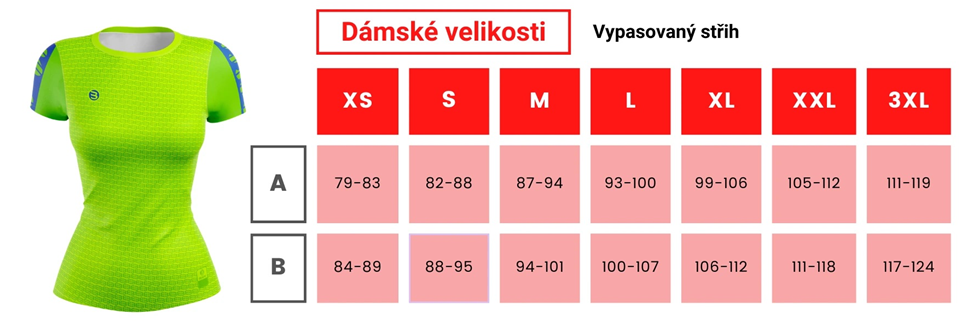 Dámské velikosti
Vypasovaný střih
XS S M L XL XXL 3XL
A 79-83 82-88 87-94 93-100 99-106 105-112 111-119
B 84-89 88-95 94-101 100-107 106-112 111-118 117-124